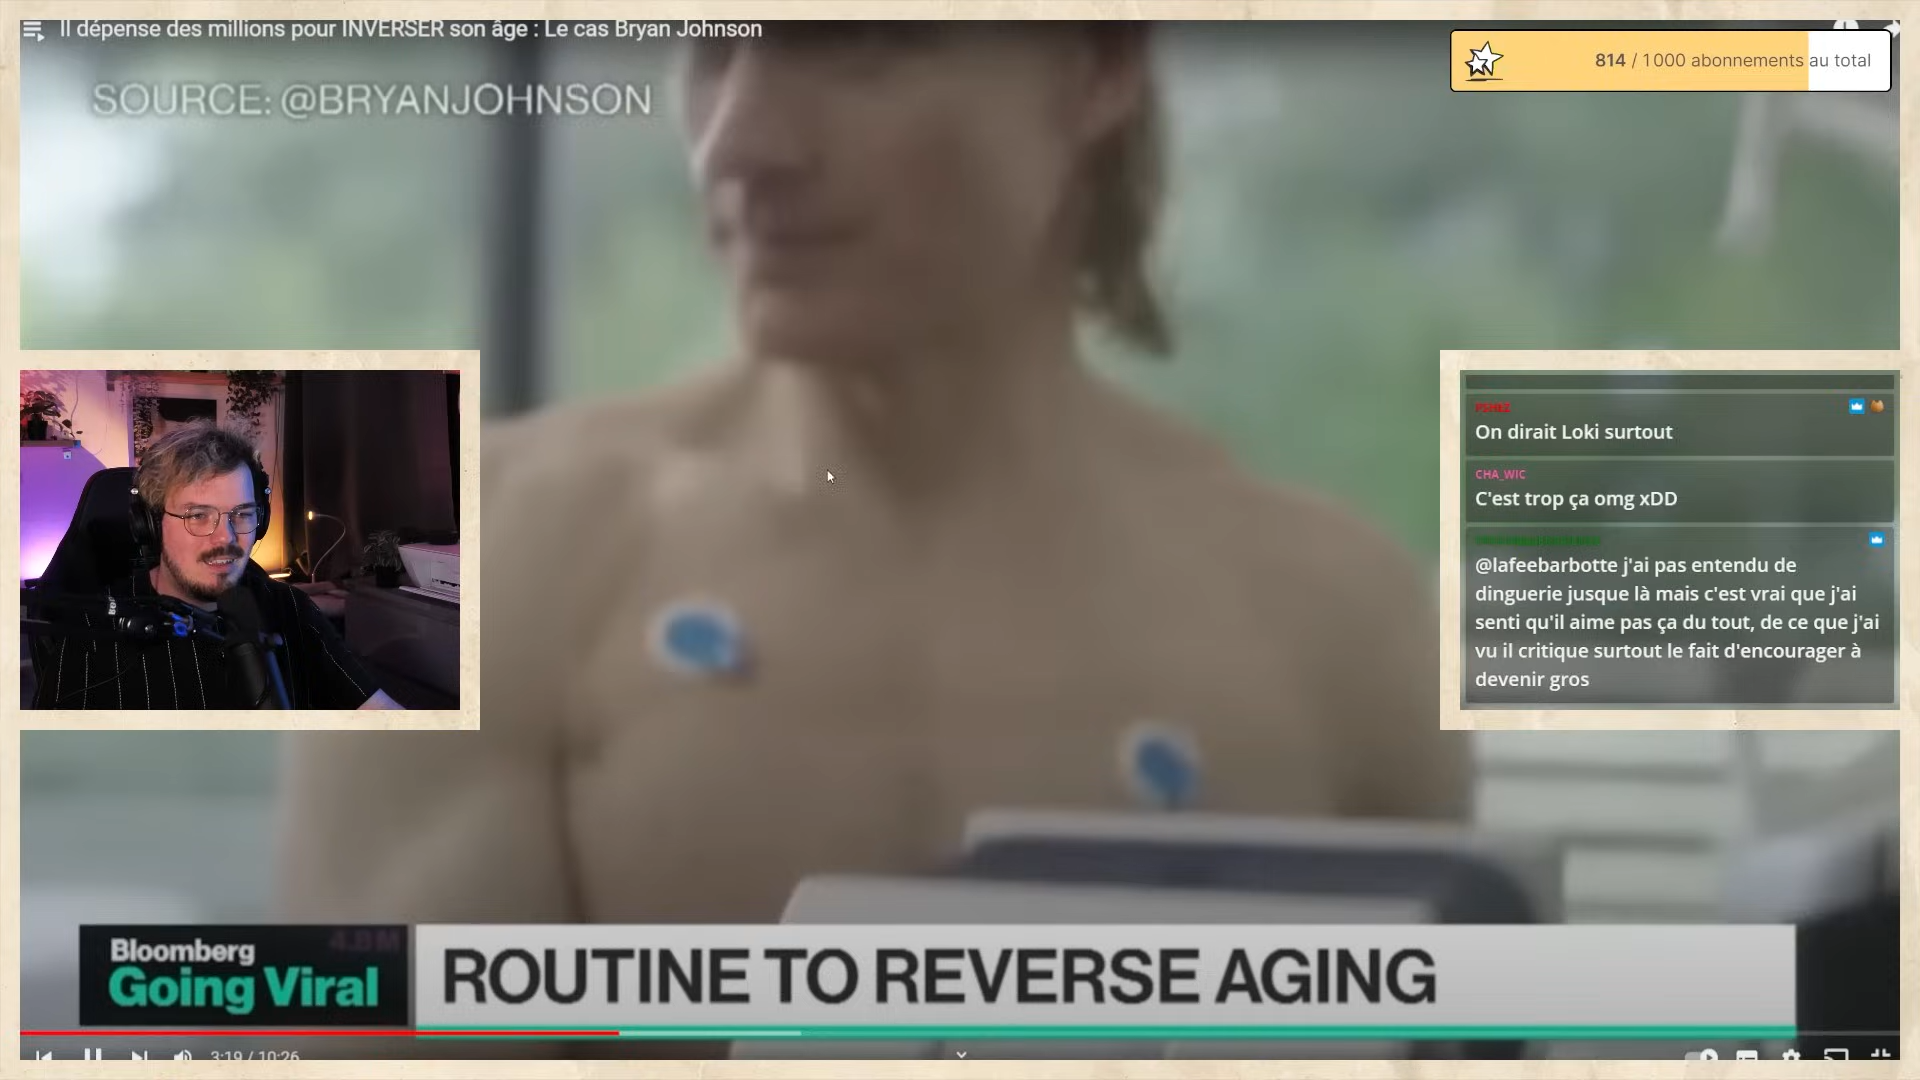 Il dépense des millions pour INVERSER son âge : Le cas Bryan Johnson
SOURCE: @BRYANJOHNSON
814 / 1000 abonnements au total
On dirait Loki surtout
CHA_WIC
C'est trop ça omg xDD
@lafeebarbotte j'ai pas entendu de
dinguerie jusque là mais c'est vrai que j'ai
senti qu'il aime pas ça du tout, de ce que j'ai
vu il critique surtout le fait d'encourager à
devenir gros
4.8M
Bloomberg
Going Viral
ROUTINE TO REVERSE AGING
3:19 / 10:26